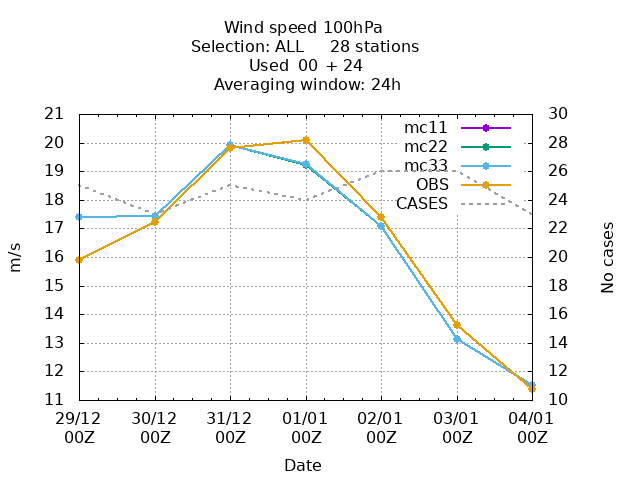 Wind speed 100hPa
Selection: ALL 28 stations
Used 00 + 24
Averaging window: 24h
21 30
20 28
19 26
18 24
17 22
16 20
15 18
14 16
13 14
12 12
11 10
mc11
mc22
mc33
OBS
CASES
m/s
No cases
29/12 30/12 31/12 01/01 02/01 03/01 04/01
00Z 00Z 00Z 00Z 00Z 00Z 00Z
Date